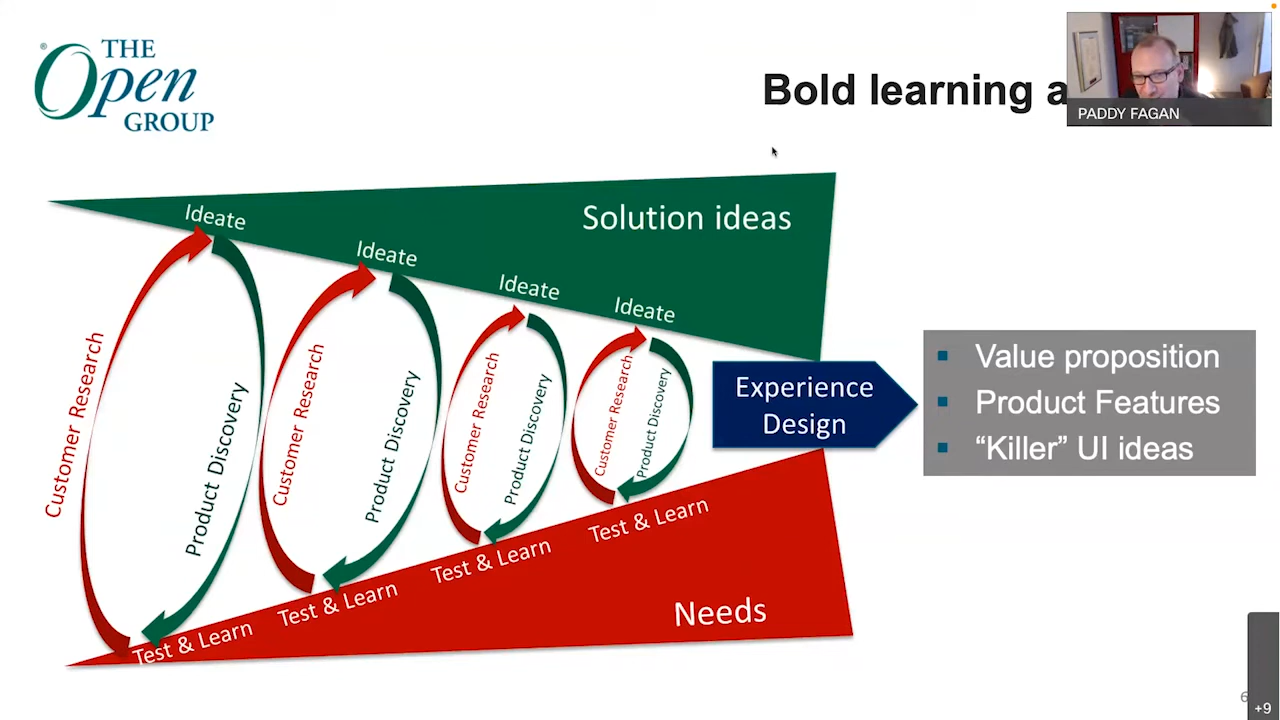 THE
Open
GROUP
®
Bold learning a
PADDY FAGAN
Solution ideas
Ideate
Ideate
Ideate
Ideate
Customer Research
Product Discovery
Customer Research
Product Discovery
Customer Research
Product Discovery
Customer Research
Product Discovery
Experience
Design
▪ Value proposition
▪ Product Features
▪ “Killer” UI ideas
Test & Learn
Test & Learn
Test & Learn
Test & Learn
Needs
6
+9